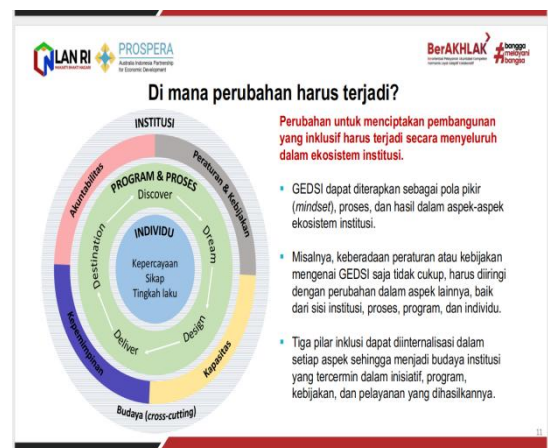 LAN RI
MAKARTI BHAKTI NAGARI
PROSPERA
Australia Indonesia Partnership
for Economic Development
BerAKHLAK
#bangga
melayani
bangsa
Di mana perubahan harus terjadi?
INSTITUSI
Akuntabilitas
Peraturan & Kebijakan
Kepemimpinan
Kapasitas
Budaya (cross-cutting)
PROGRAM & PROSES
Discover
Dream
Design
Deliver
Destination
INDIVIDU
Kepercayaan
Sikap
Tingkah laku
Perubahan untuk menciptakan pembangunan
yang inklusif harus terjadi secara menyeluruh
dalam ekosistem institusi.
▪ GEDSI dapat diterapkan sebagai pola pikir
(mindset), proses, dan hasil dalam aspek-aspek
ekosistem institusi.
▪ Misalnya, keberadaan peraturan atau kebijakan
mengenai GEDSI saja tidak cukup, harus diiringi
dengan perubahan dalam aspek lainnya, baik
dari sisi institusi, proses, program, dan individu.
▪ Tiga pilar inklusi dapat diinternalisasi dalam
setiap aspek sehingga menjadi budaya institusi
yang tercermin dalam inisiatif, program,
kebijakan, dan pelayanan yang dihasilkannya.
11